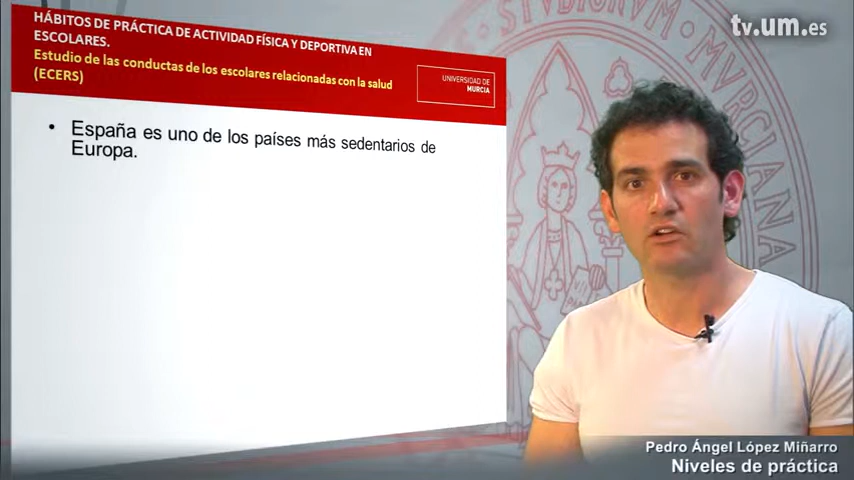 tv.um.es
HÁBITOS DE PRÁCTICA DE ACTIVIDAD FÍSICA Y DEPORTIVA EN
ESCOLARES.
Estudio de las conductas de los escolares relacionadas con la salud
(ECERS)
UNIVERSIDAD DE
MURCIA
• España es uno de los países más sedentarios de
Europa.
MVRCIANA
Pedro Ángel López Miñarro
Niveles de práctica